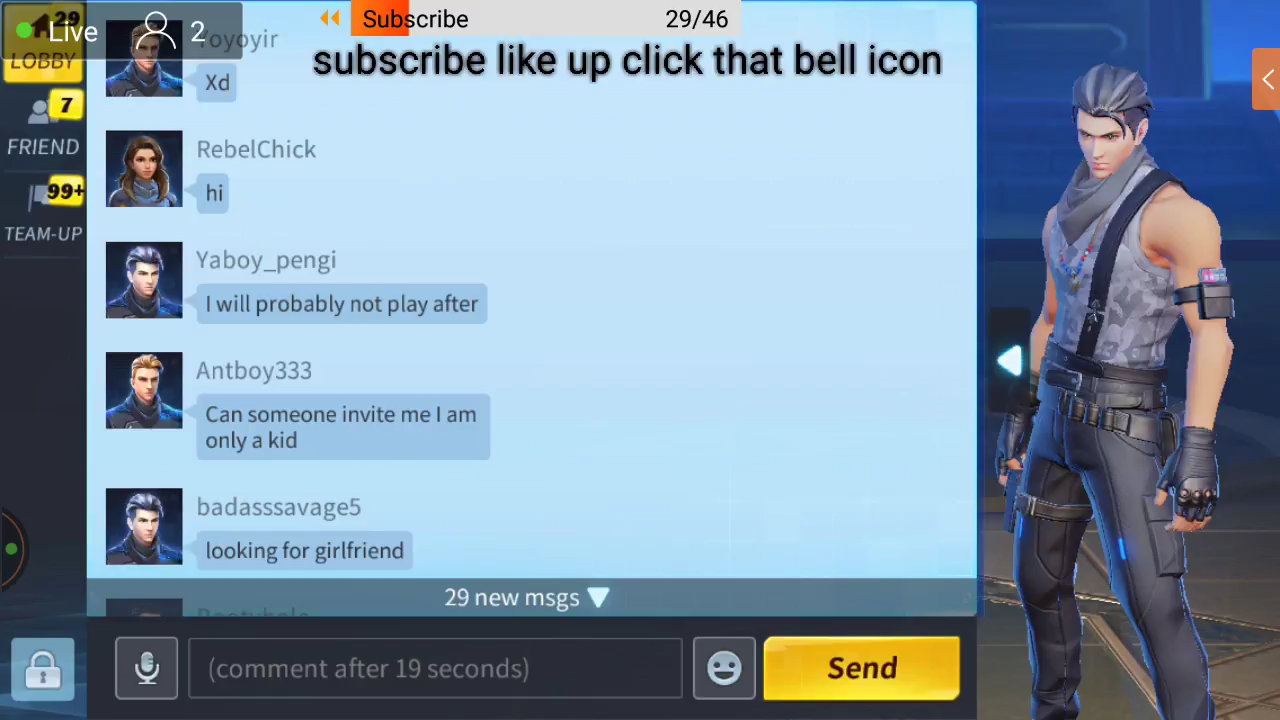 Live 2
29
LOBBY
7
FRIEND
99+
TEAM-UP
Subscribe 29/46
subscribe like up click that bell icon
Yoyoyir
Xd
RebelChick
hi
Yaboy_pengi
I will probably not play after
Antboy333
Can someone invite me I am
only a kid
badasssavage5
looking for girlfriend
29 new msgs
(comment after 19 seconds)
Send